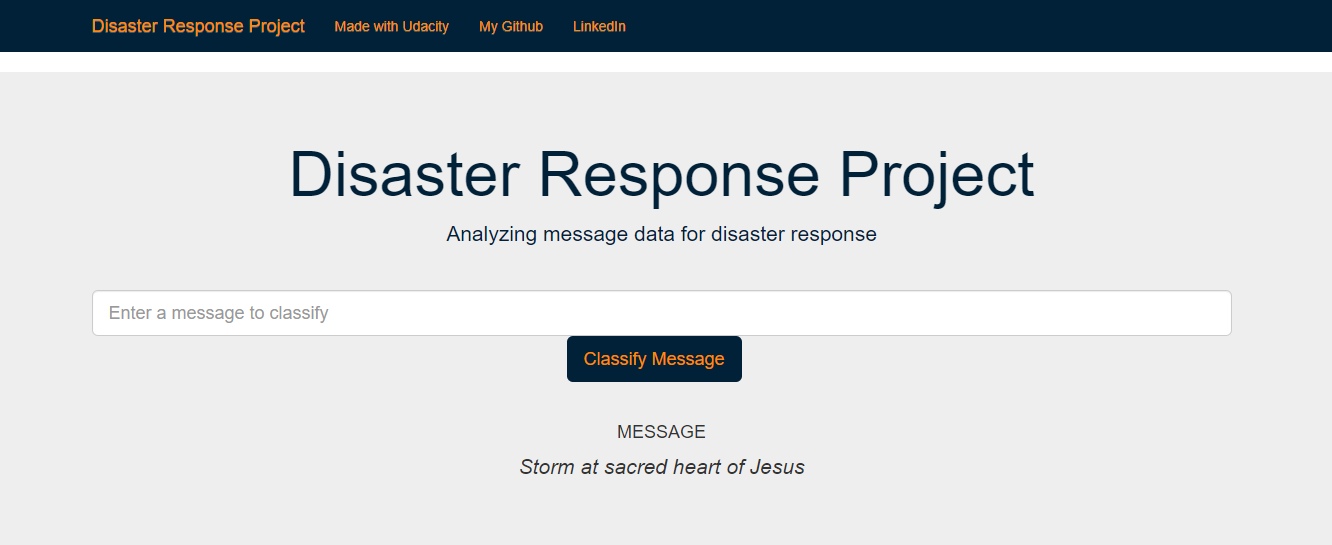 Disaster Response Project Made with Udacity My Github LinkedIn
Disaster Response Project
Analyzing message data for disaster response
Enter a message to classify
Classify Message
MESSAGE
Storm at sacred heart of Jesus